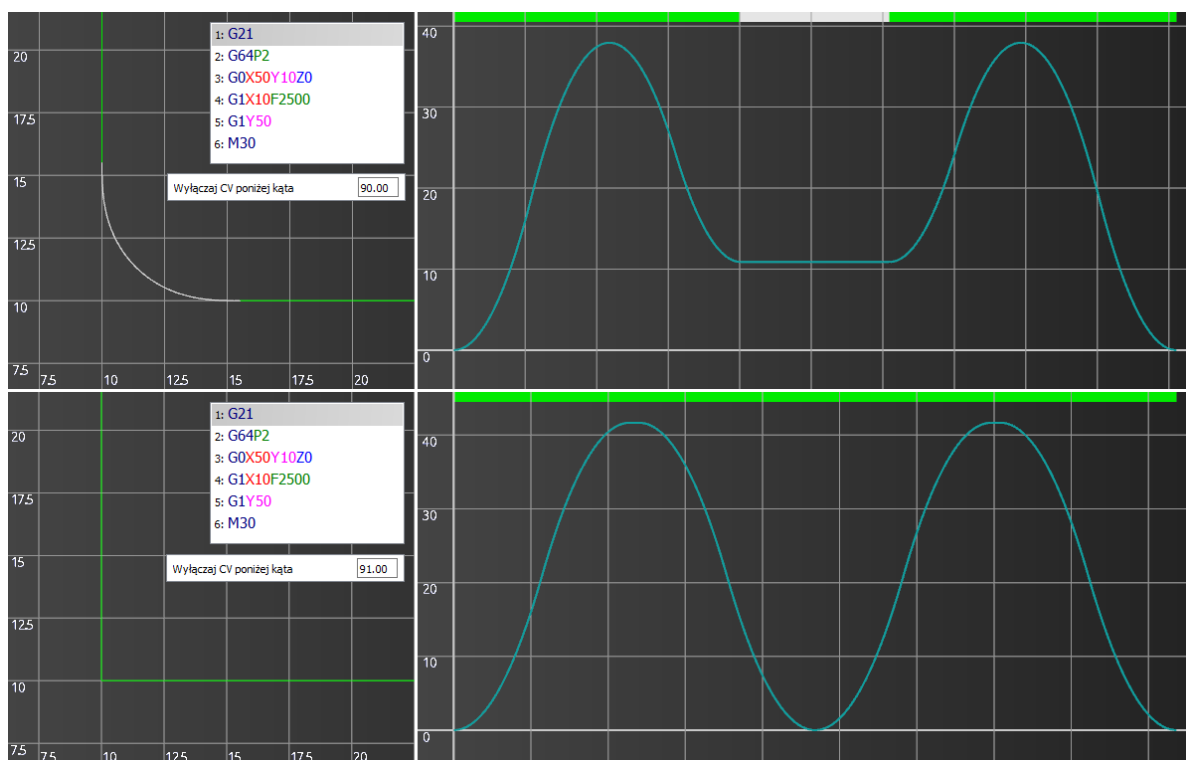 20
17.5
15
12.5
10
7.5
7.5 10 12.5 15 17.5 20
1: G21
2: G64P2
3: G0X50Y10Z0
4: G1X10F2500
5: G1Y50
6: M30
Wyłączaj CV poniżej kąta 90.00
40
30
20
10
0
20
17.5
15
12.5
10
7.5
7.5 10 12.5 15 17.5 20
1: G21
2: G64P2
3: G0X50Y10Z0
4: G1X10F2500
5: G1Y50
6: M30
Wyłączaj CV poniżej kąta 91.00
40
30
20
10
0